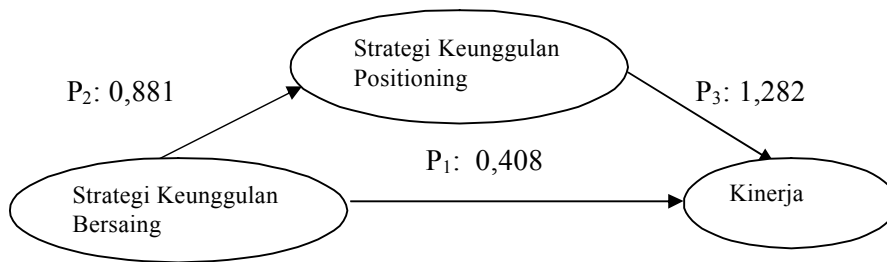 Strategi Keunggulan
Positioning
P₂: 0,881
P₃: 1,282
P₁: 0,408
Strategi Keunggulan
Bersaing
Kinerja